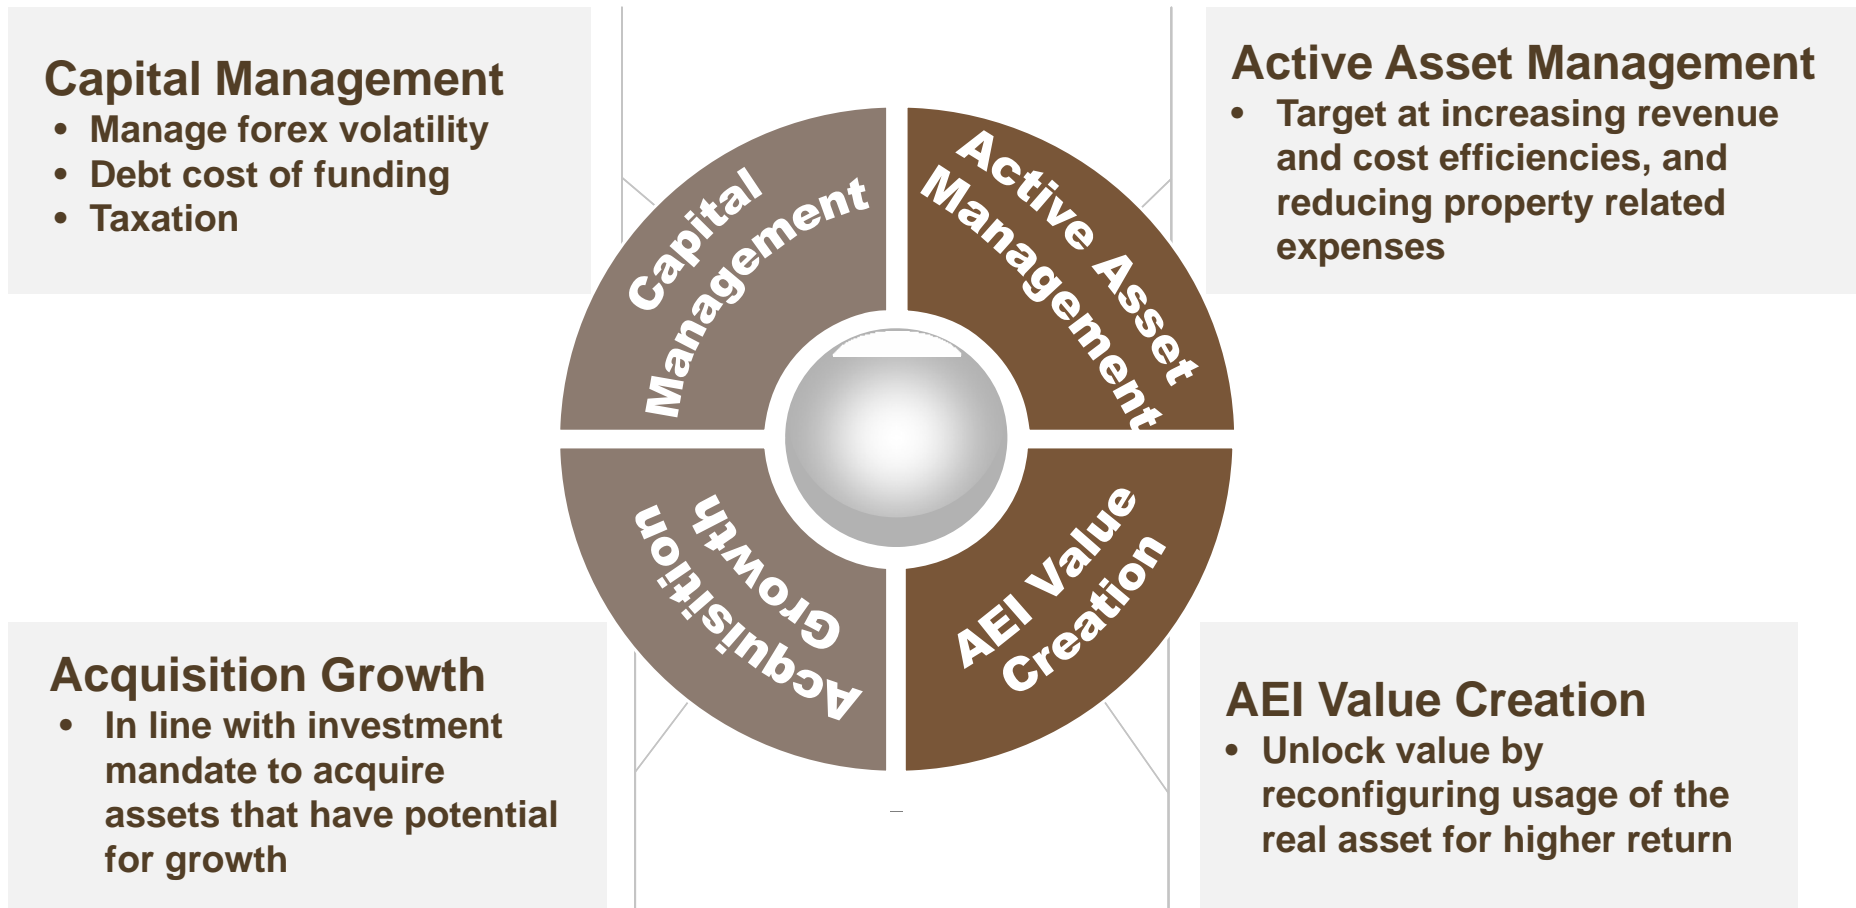 Capital Management
• Manage forex volatility
• Debt cost of funding
• Taxation
Active Asset Management
• Target at increasing revenue
and cost efficiencies, and
reducing property related
expenses
Capital
Management
Active Asset
Management
Acquisition
Growth
AEI Value
Creation
Acquisition Growth
• In line with investment
mandate to acquire
assets that have potential
for growth
AEI Value Creation
• Unlock value by
reconfiguring usage of the
real asset for higher return